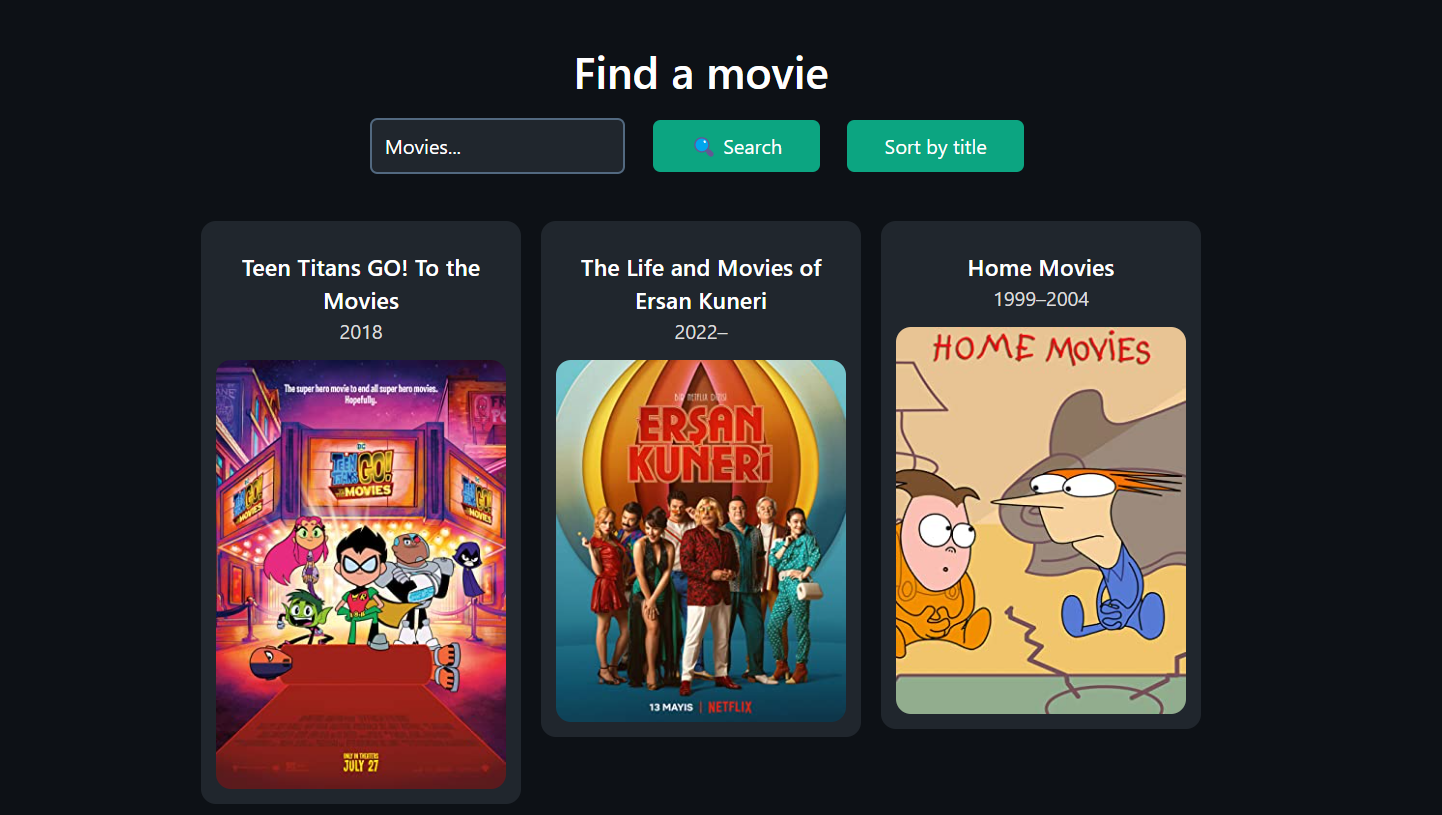 Find a movie
Movies...
🔍 Search
Sort by title
Teen Titans GO! To the
Movies
2018
The super hero movie to end all super hero movies.
Hopefully.
DC
TEEN
TITANS GO!
TO THE MOVIES
ONLY IN THEATERS
JULY 27
The Life and Movies of
Ersan Kuneri
2022–
BİR NETFLIX DİZİSİ
ERŞAN
KUNERİ
13 MAYIS | NETFLIX
Home Movies
1999–2004
HOME MOViES